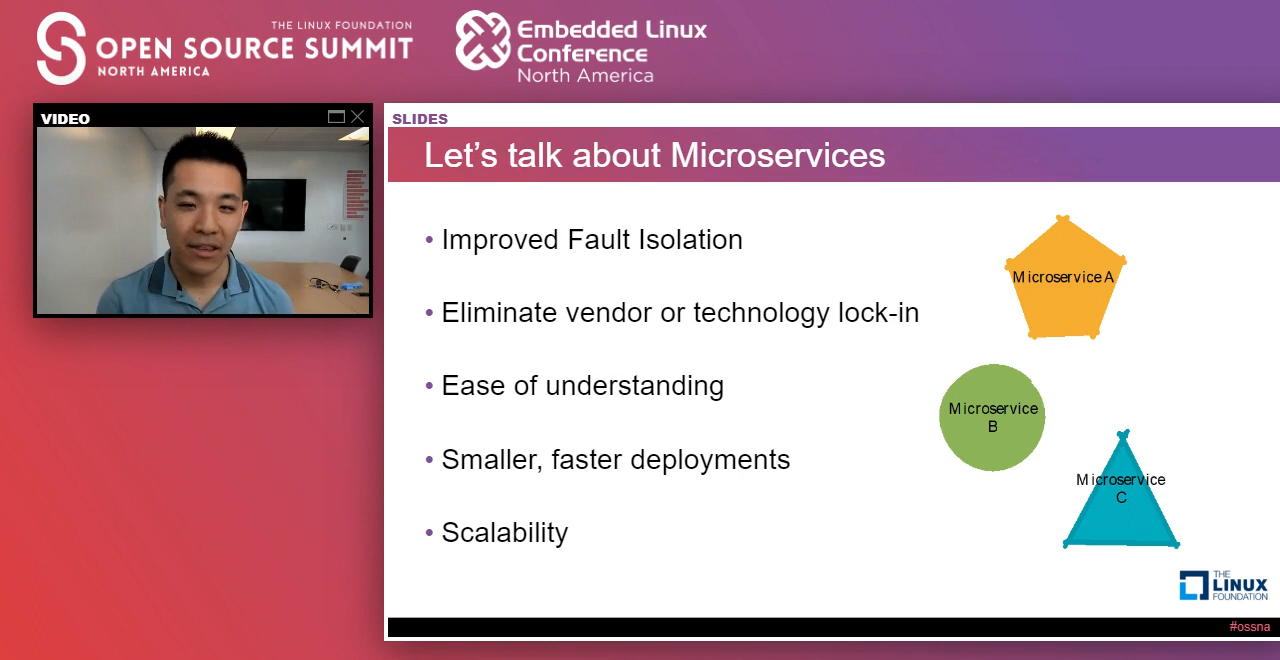 THE LINUX FOUNDATION
OPEN SOURCE SUMMIT
NORTH AMERICA
Embedded Linux
Conference
North America
VIDEO
SLIDES
Let's talk about Microservices
• Improved Fault Isolation
• Eliminate vendor or technology lock-in
• Ease of understanding
• Smaller, faster deployments
• Scalability
Microservice A
Microservice
B
Microservice
C
THE
LINUX
FOUNDATION
#ossna